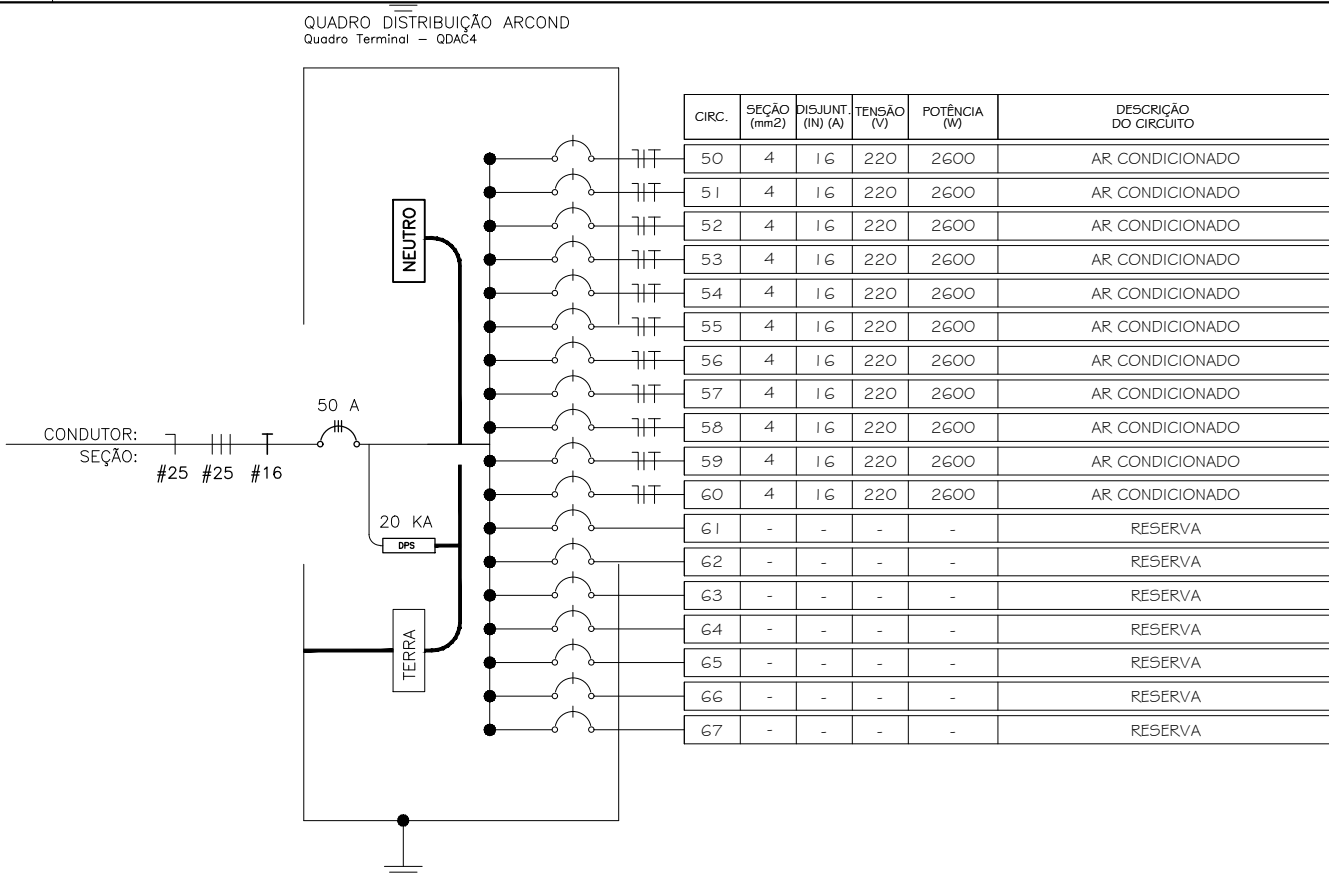 QUADRO DISTRIBUIÇÃO ARCOND
Quadro Terminal – QDAC4
CIRC. SEÇÃO (mm2) DISJUNT. (IN) (A) TENSÃO (V) POTÊNCIA (W) DESCRIÇÃO DO CIRCUITO
50 4 16 220 2600 AR CONDICIONADO
51 4 16 220 2600 AR CONDICIONADO
52 4 16 220 2600 AR CONDICIONADO
53 4 16 220 2600 AR CONDICIONADO
54 4 16 220 2600 AR CONDICIONADO
55 4 16 220 2600 AR CONDICIONADO
56 4 16 220 2600 AR CONDICIONADO
57 4 16 220 2600 AR CONDICIONADO
58 4 16 220 2600 AR CONDICIONADO
59 4 16 220 2600 AR CONDICIONADO
60 4 16 220 2600 AR CONDICIONADO
61 - - - - RESERVA
62 - - - - RESERVA
63 - - - - RESERVA
64 - - - - RESERVA
65 - - - - RESERVA
66 - - - - RESERVA
67 - - - - RESERVA
NEUTRO
50 A
CONDUTOR:
SEÇÃO:
#25 #25 #16
20 KA
DPS
TERRA